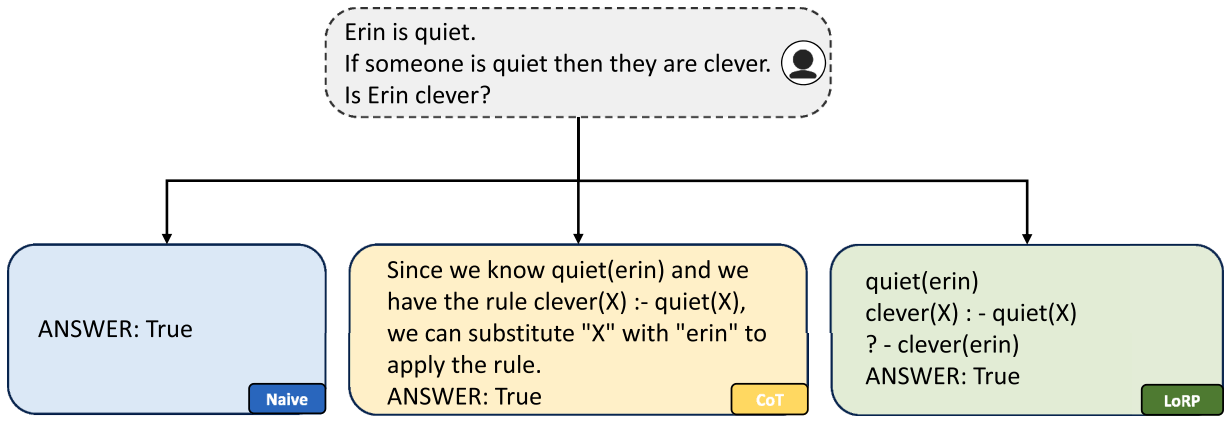 Erin is quiet.
If someone is quiet then they are clever.
Is Erin clever?
ANSWER: True
Naive
Since we know quiet(erin) and we
have the rule clever(X) :- quiet(X),
we can substitute "X" with "erin" to
apply the rule.
ANSWER: True
CoT
quiet(erin)
clever(X) : - quiet(X)
? - clever(erin)
ANSWER: True
LoRP